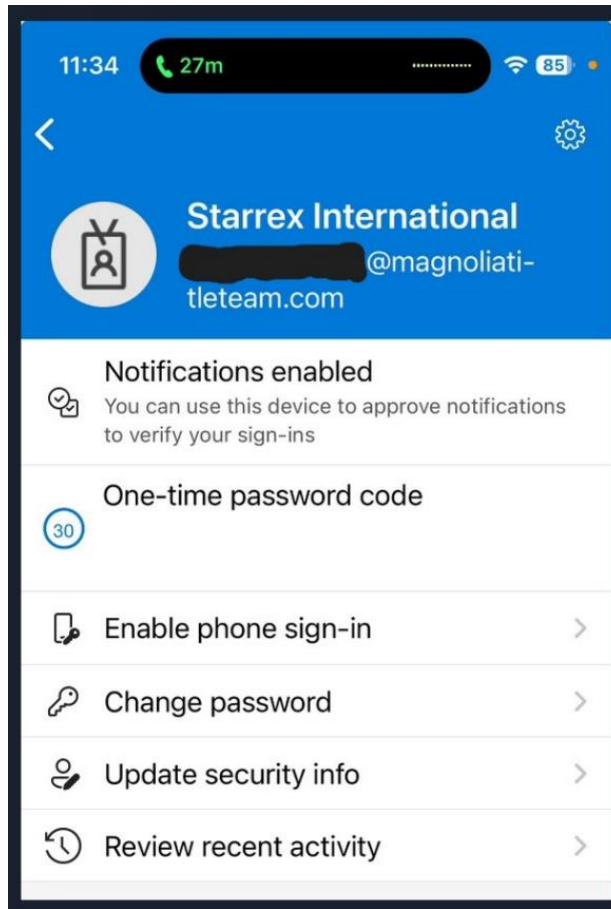 11:34
27m
85
Starrex International
@magnoliati-
tleteam.com
Notifications enabled
You can use this device to approve notifications
to verify your sign-ins
One-time password code
30
Enable phone sign-in
Change password
Update security info
Review recent activity